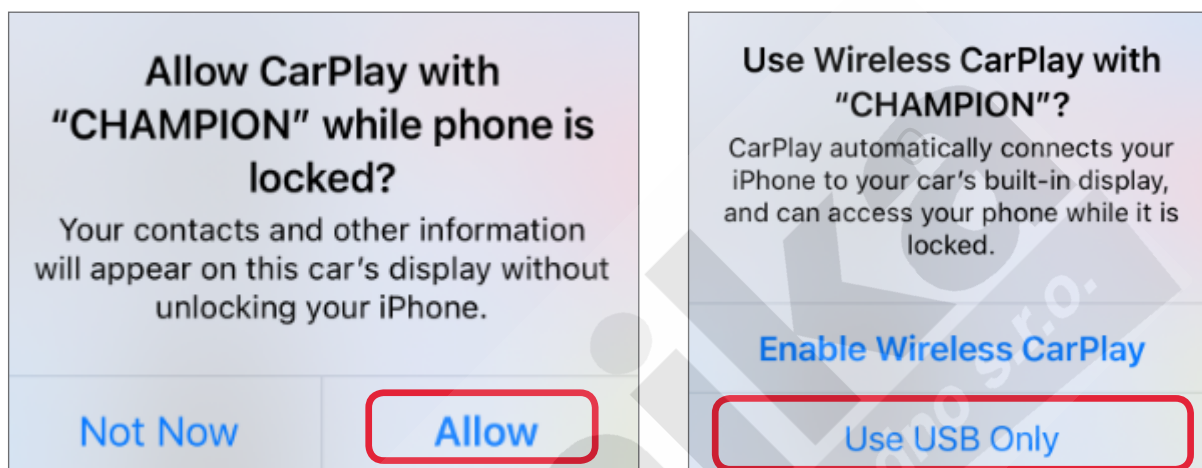 Allow CarPlay with
“CHAMPION” while phone is
locked?
Your contacts and other information
will appear on this car’s display without
unlocking your iPhone.
Not Now
Allow
Use Wireless CarPlay with
“CHAMPION”?
CarPlay automatically connects your
iPhone to your car’s built-in display,
and can access your phone while it is
locked.
Enable Wireless CarPlay
Use USB Only
s.r.o.